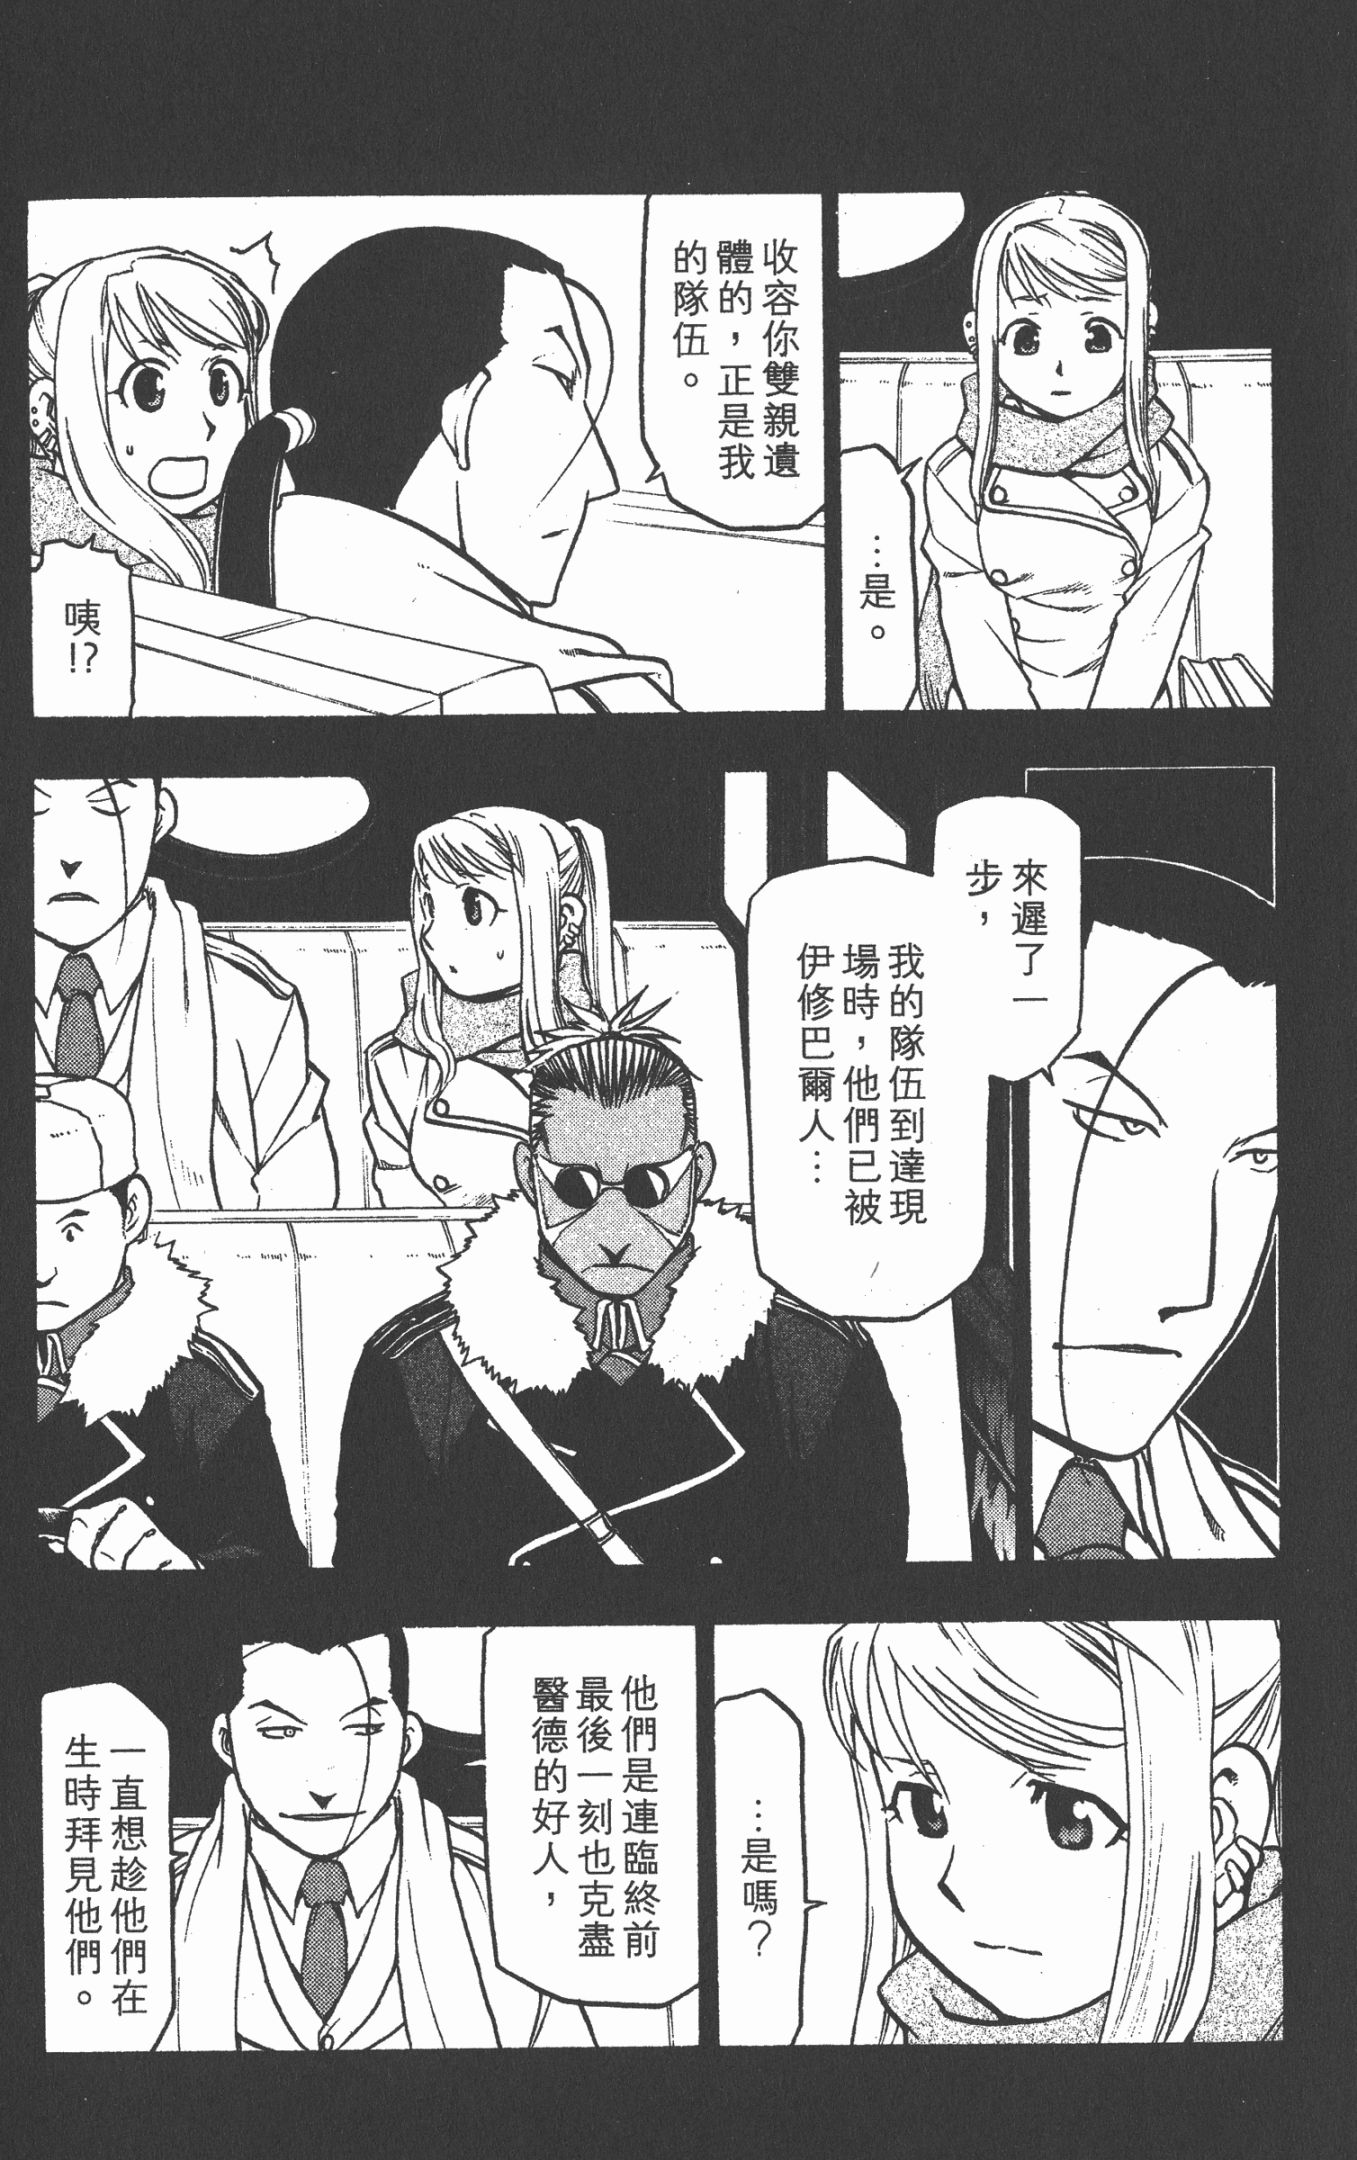 …是。
收容你雙親遺
體的，正是我
的隊伍。
咦!?
來遲了一
步，
我的隊伍到達現
場時，他們已被
伊修巴爾人…
…是嗎？
他們是連臨終前
最後一刻也克盡
醫德的好人，
一直想趁他們在
生時拜見他們。